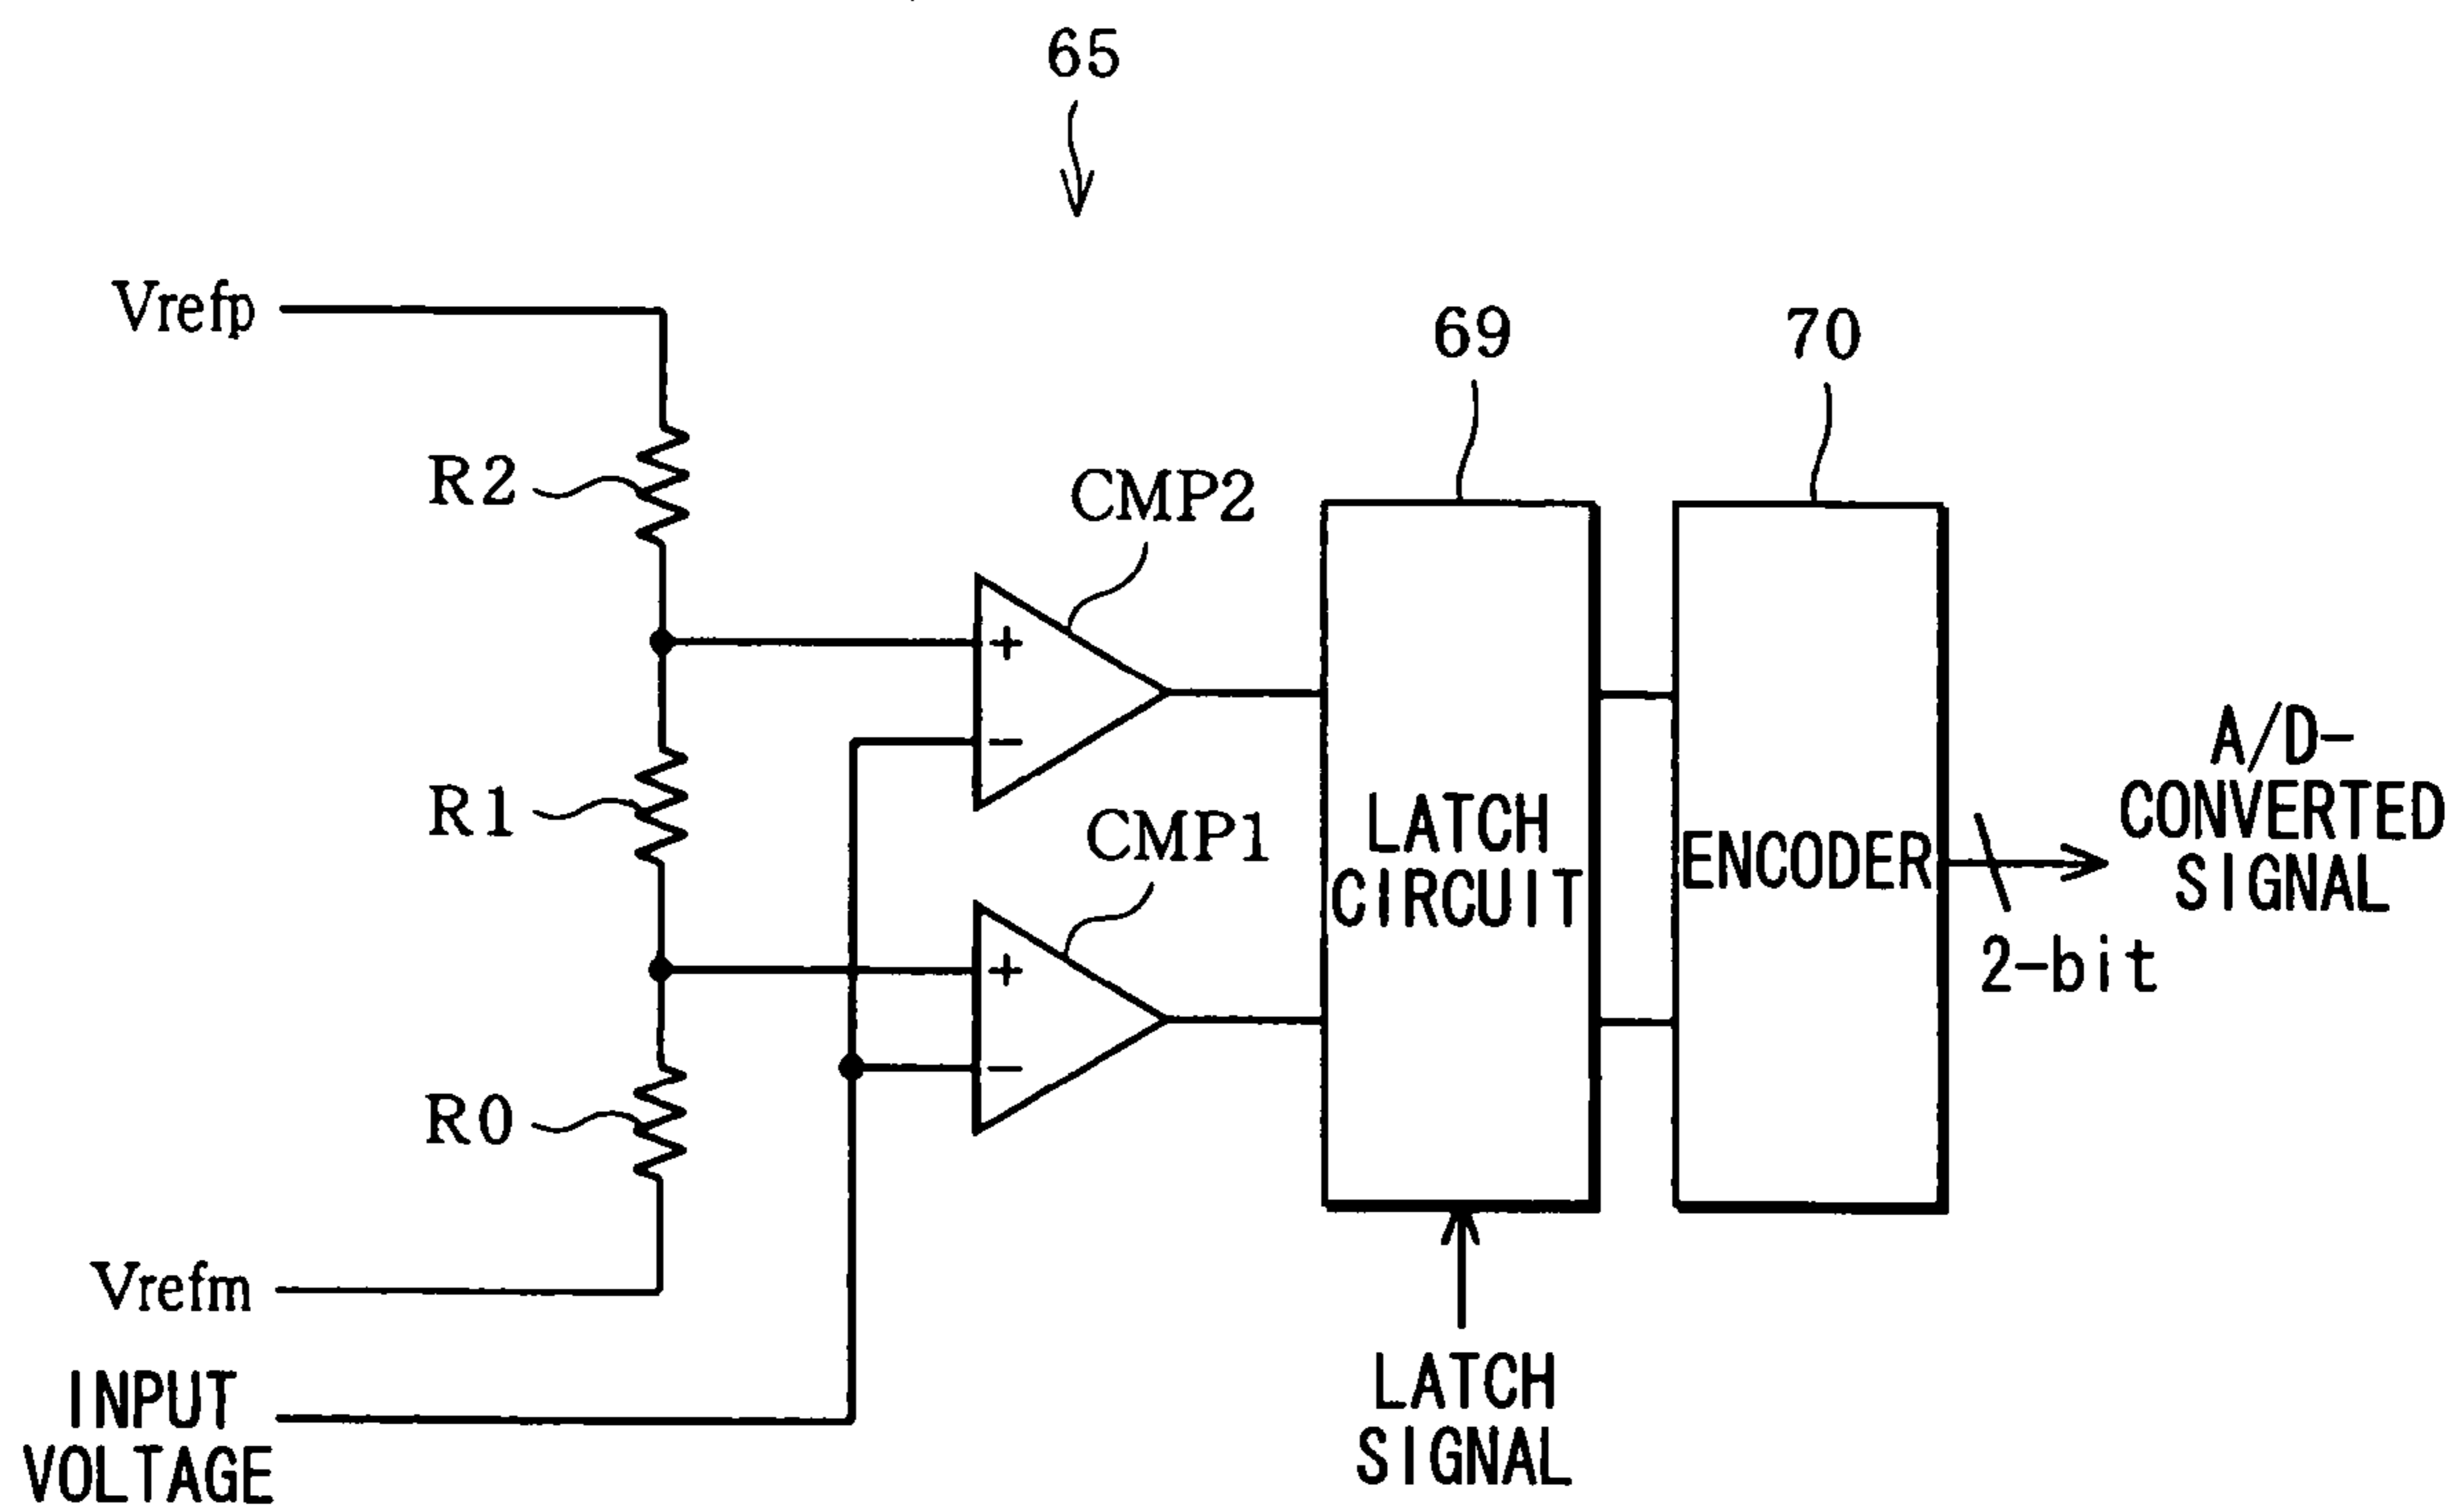 65
Vrefp
69
70
R2
CMP2
+
−
R1
CMP1
+
−
LATCH
CIRCUIT
ENCODER
A/D-
CONVERTED
SIGNAL
2-bit
R0
Vrefm
INPUT
VOLTAGE
LATCH
SIGNAL